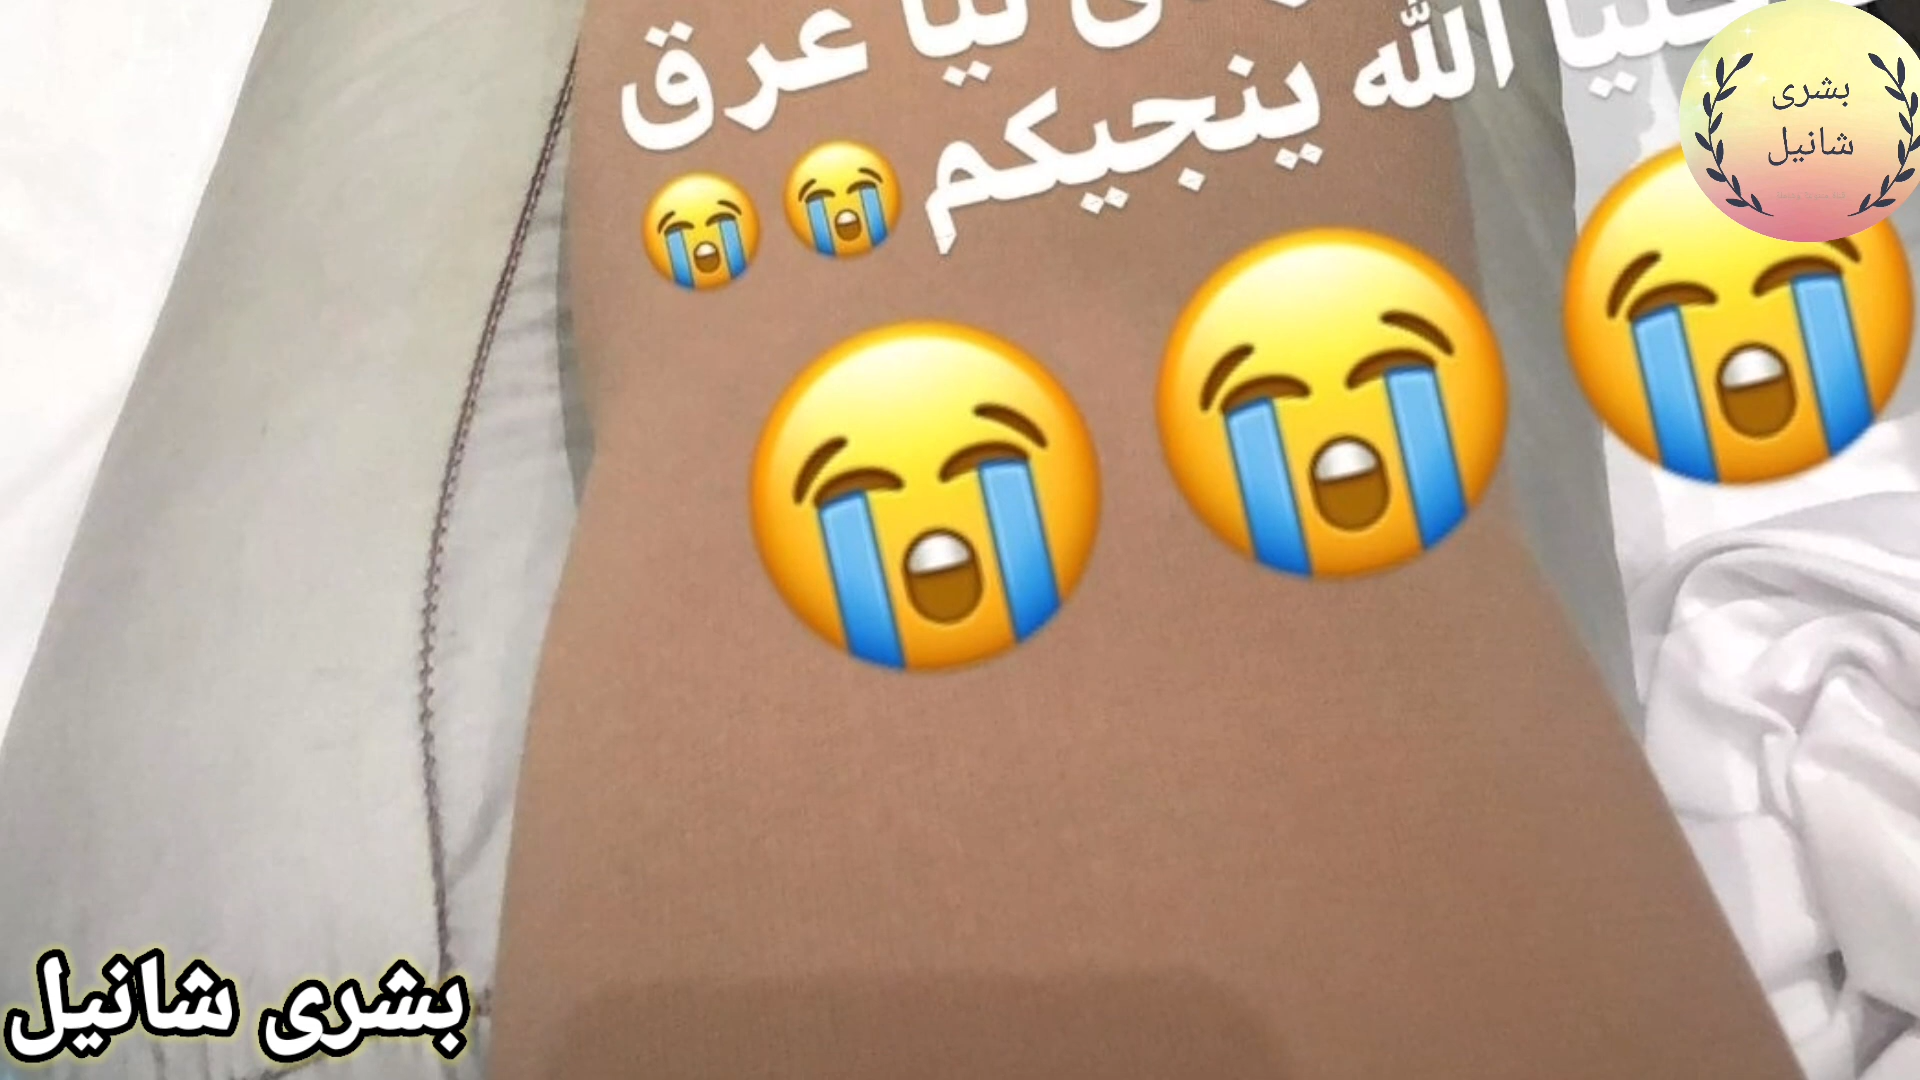 ليا عرق
الله ينجيكم
بشرى
شانيل
بشرى شانيل